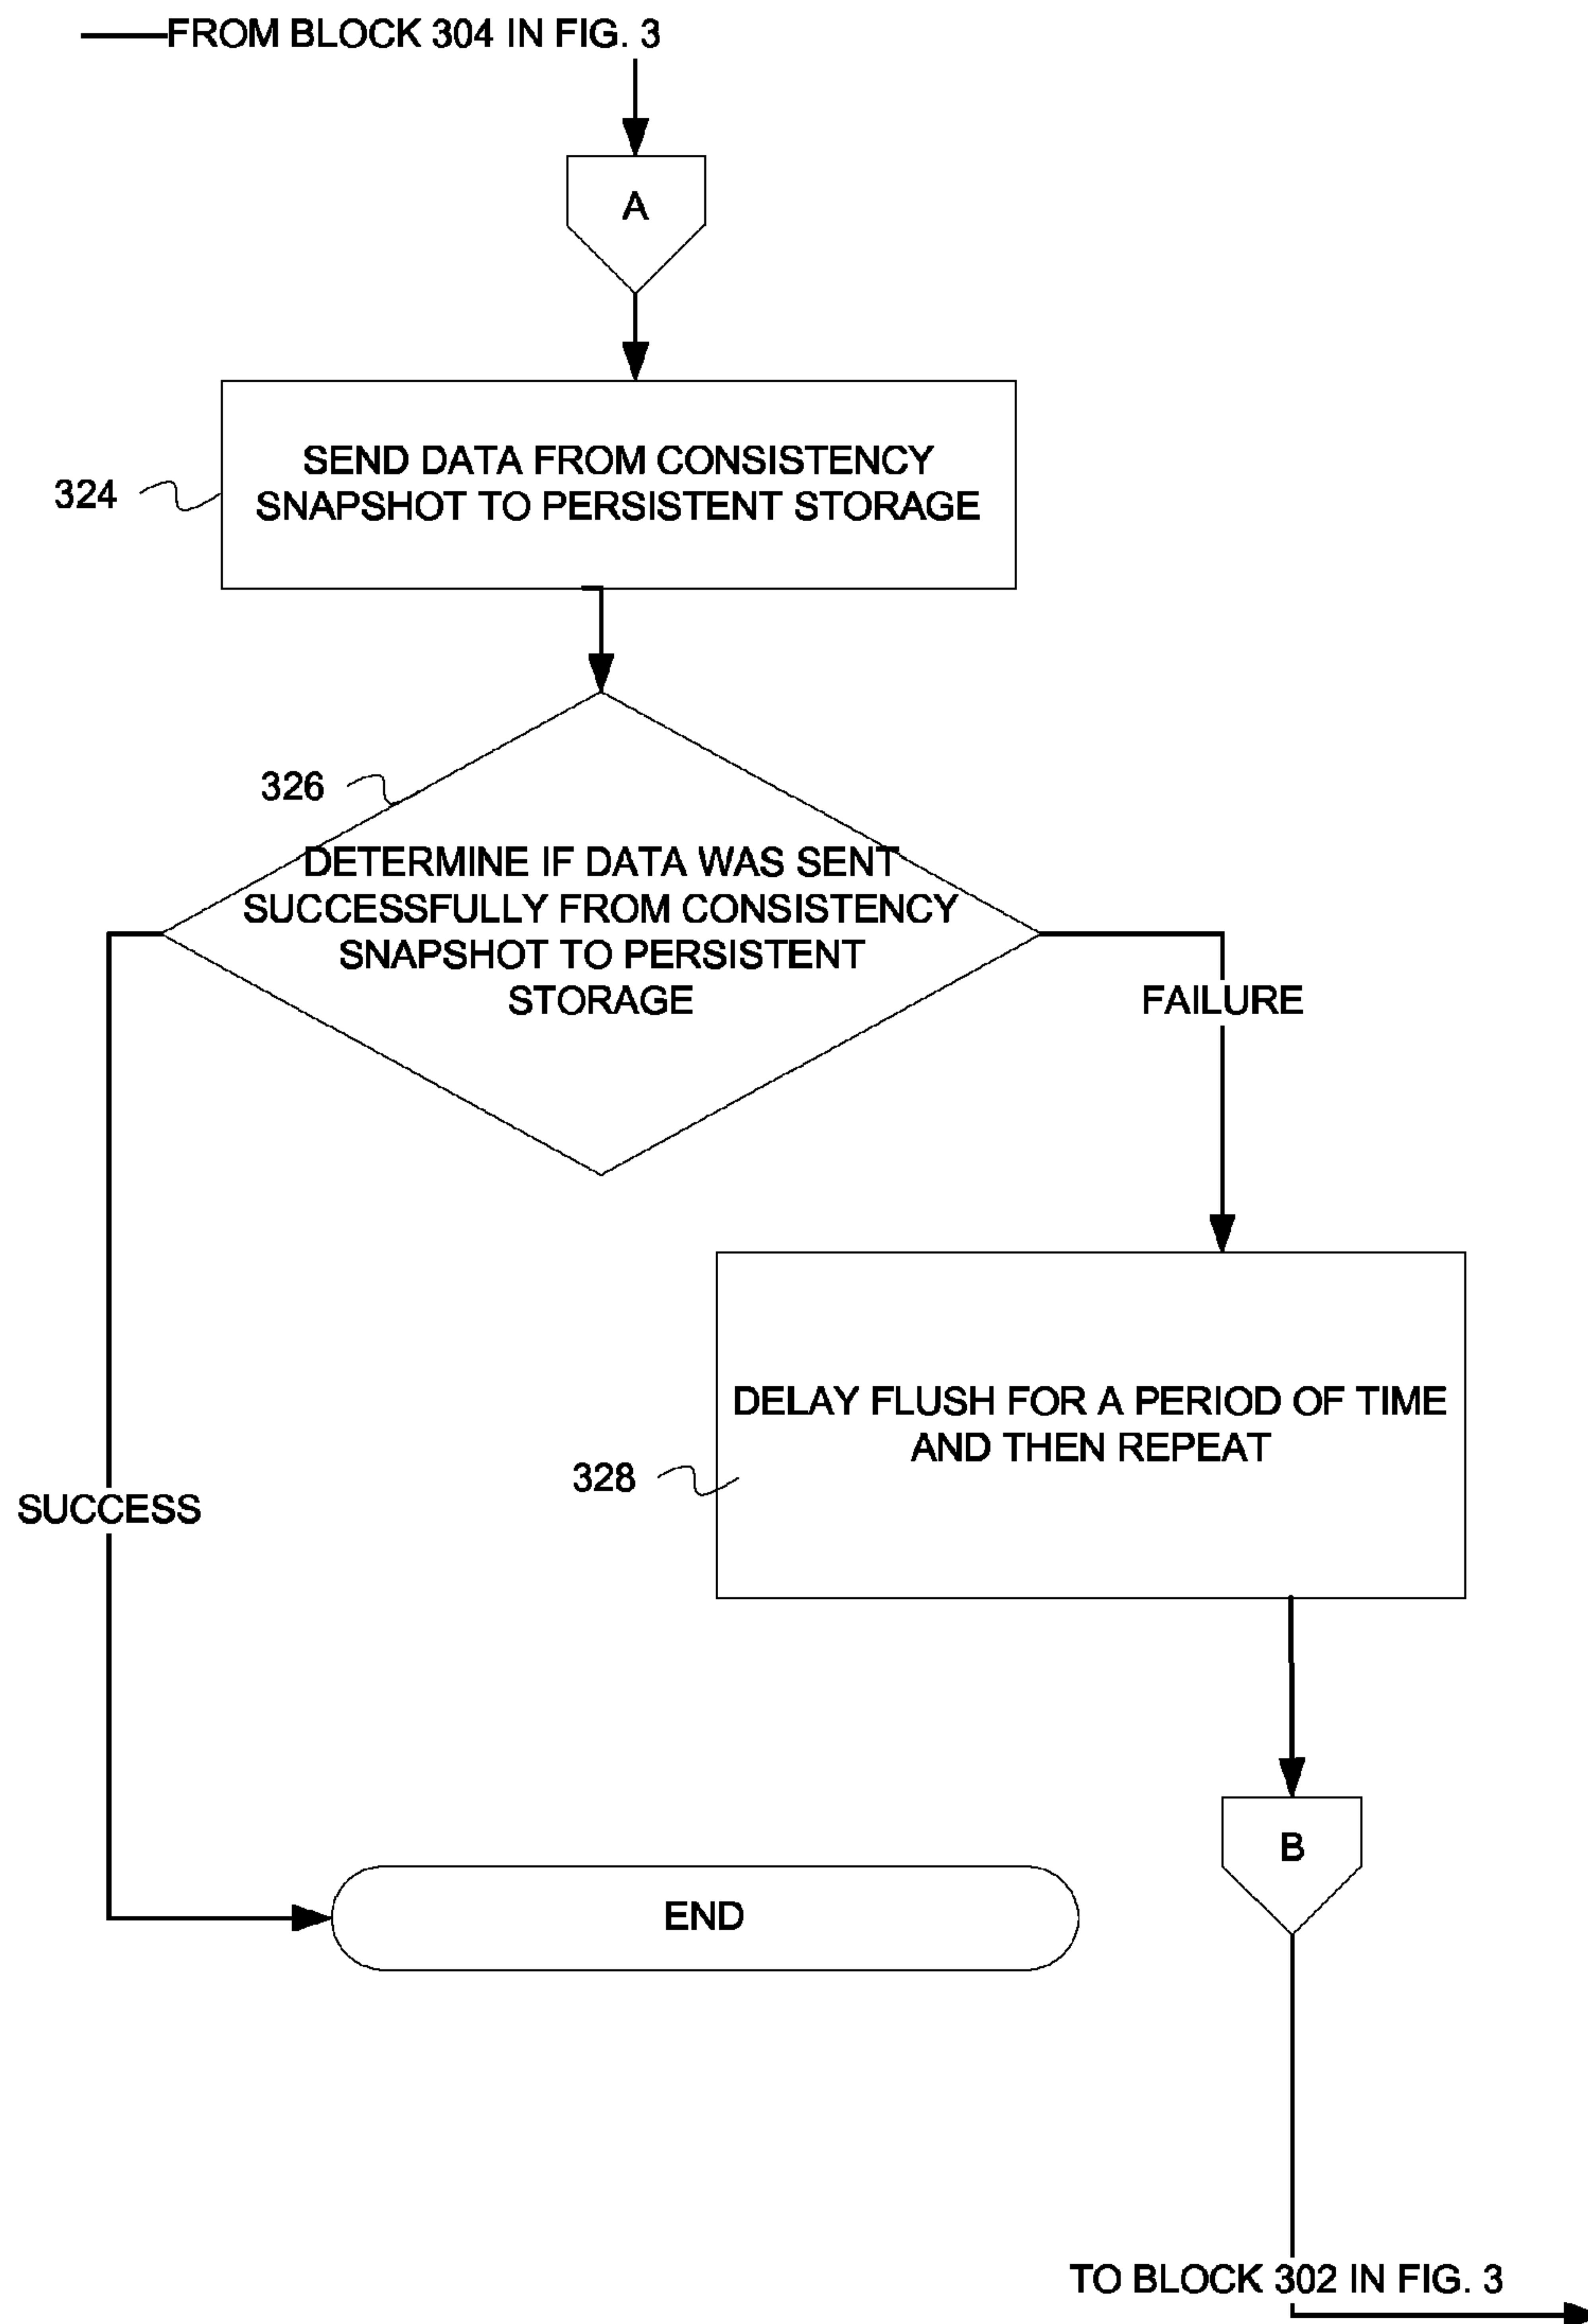 FROM BLOCK 304 IN FIG. 3
A
SEND DATA FROM CONSISTENCY
SNAPSHOT TO PERSISTENT STORAGE
324
326
DETERMINE IF DATA WAS SENT
SUCCESSFULLY FROM CONSISTENCY
SNAPSHOT TO PERSISTENT
STORAGE
FAILURE
DELAY FLUSH FOR A PERIOD OF TIME
AND THEN REPEAT
328
SUCCESS
B
END
TO BLOCK 302 IN FIG. 3